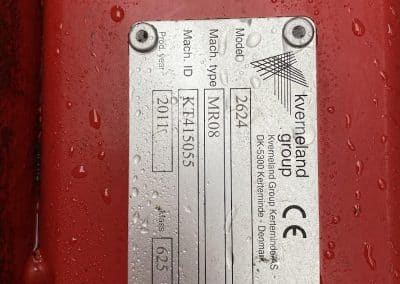 kverneland
group
CE
Kverneland Group Kerteminde AS
DK-5300 Kerteminde - Denmark
Model 2624
Mach. type MR08
Mach. ID KT415055
Prod. year 2011
Mass 625